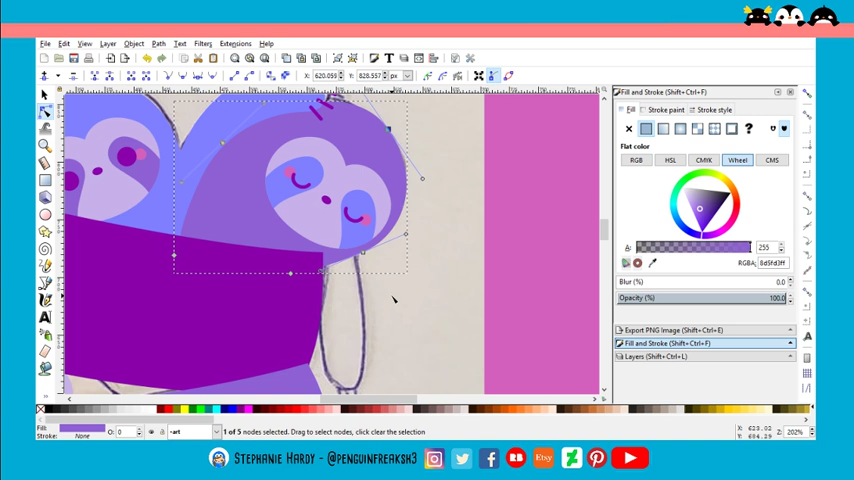 File Edit View Layer Object Path Text Filters Extensions Help
X: 620.059 Y: 828.557 px
Fill and Stroke (Shift+Ctrl+F)
Fill Stroke paint Stroke style
Flat color
RGB HSL CMYK Wheel CMS
A: 255
RGBA: 8d5fd3ff
Blur (%) 0.0
Opacity (%) 100.0
Export PNG Image (Shift+Ctrl+E)
Fill and Stroke (Shift+Ctrl+F)
Layers (Shift+Ctrl+L)
Fill:
Stroke: None
O: 0
-art
1 of 5 nodes selected. Drag to select nodes, click clear the selection
X: 623.02
Y: 684.29
Z: 202%
Stephanie Hardy - @penguinfreaksh3
Etsy